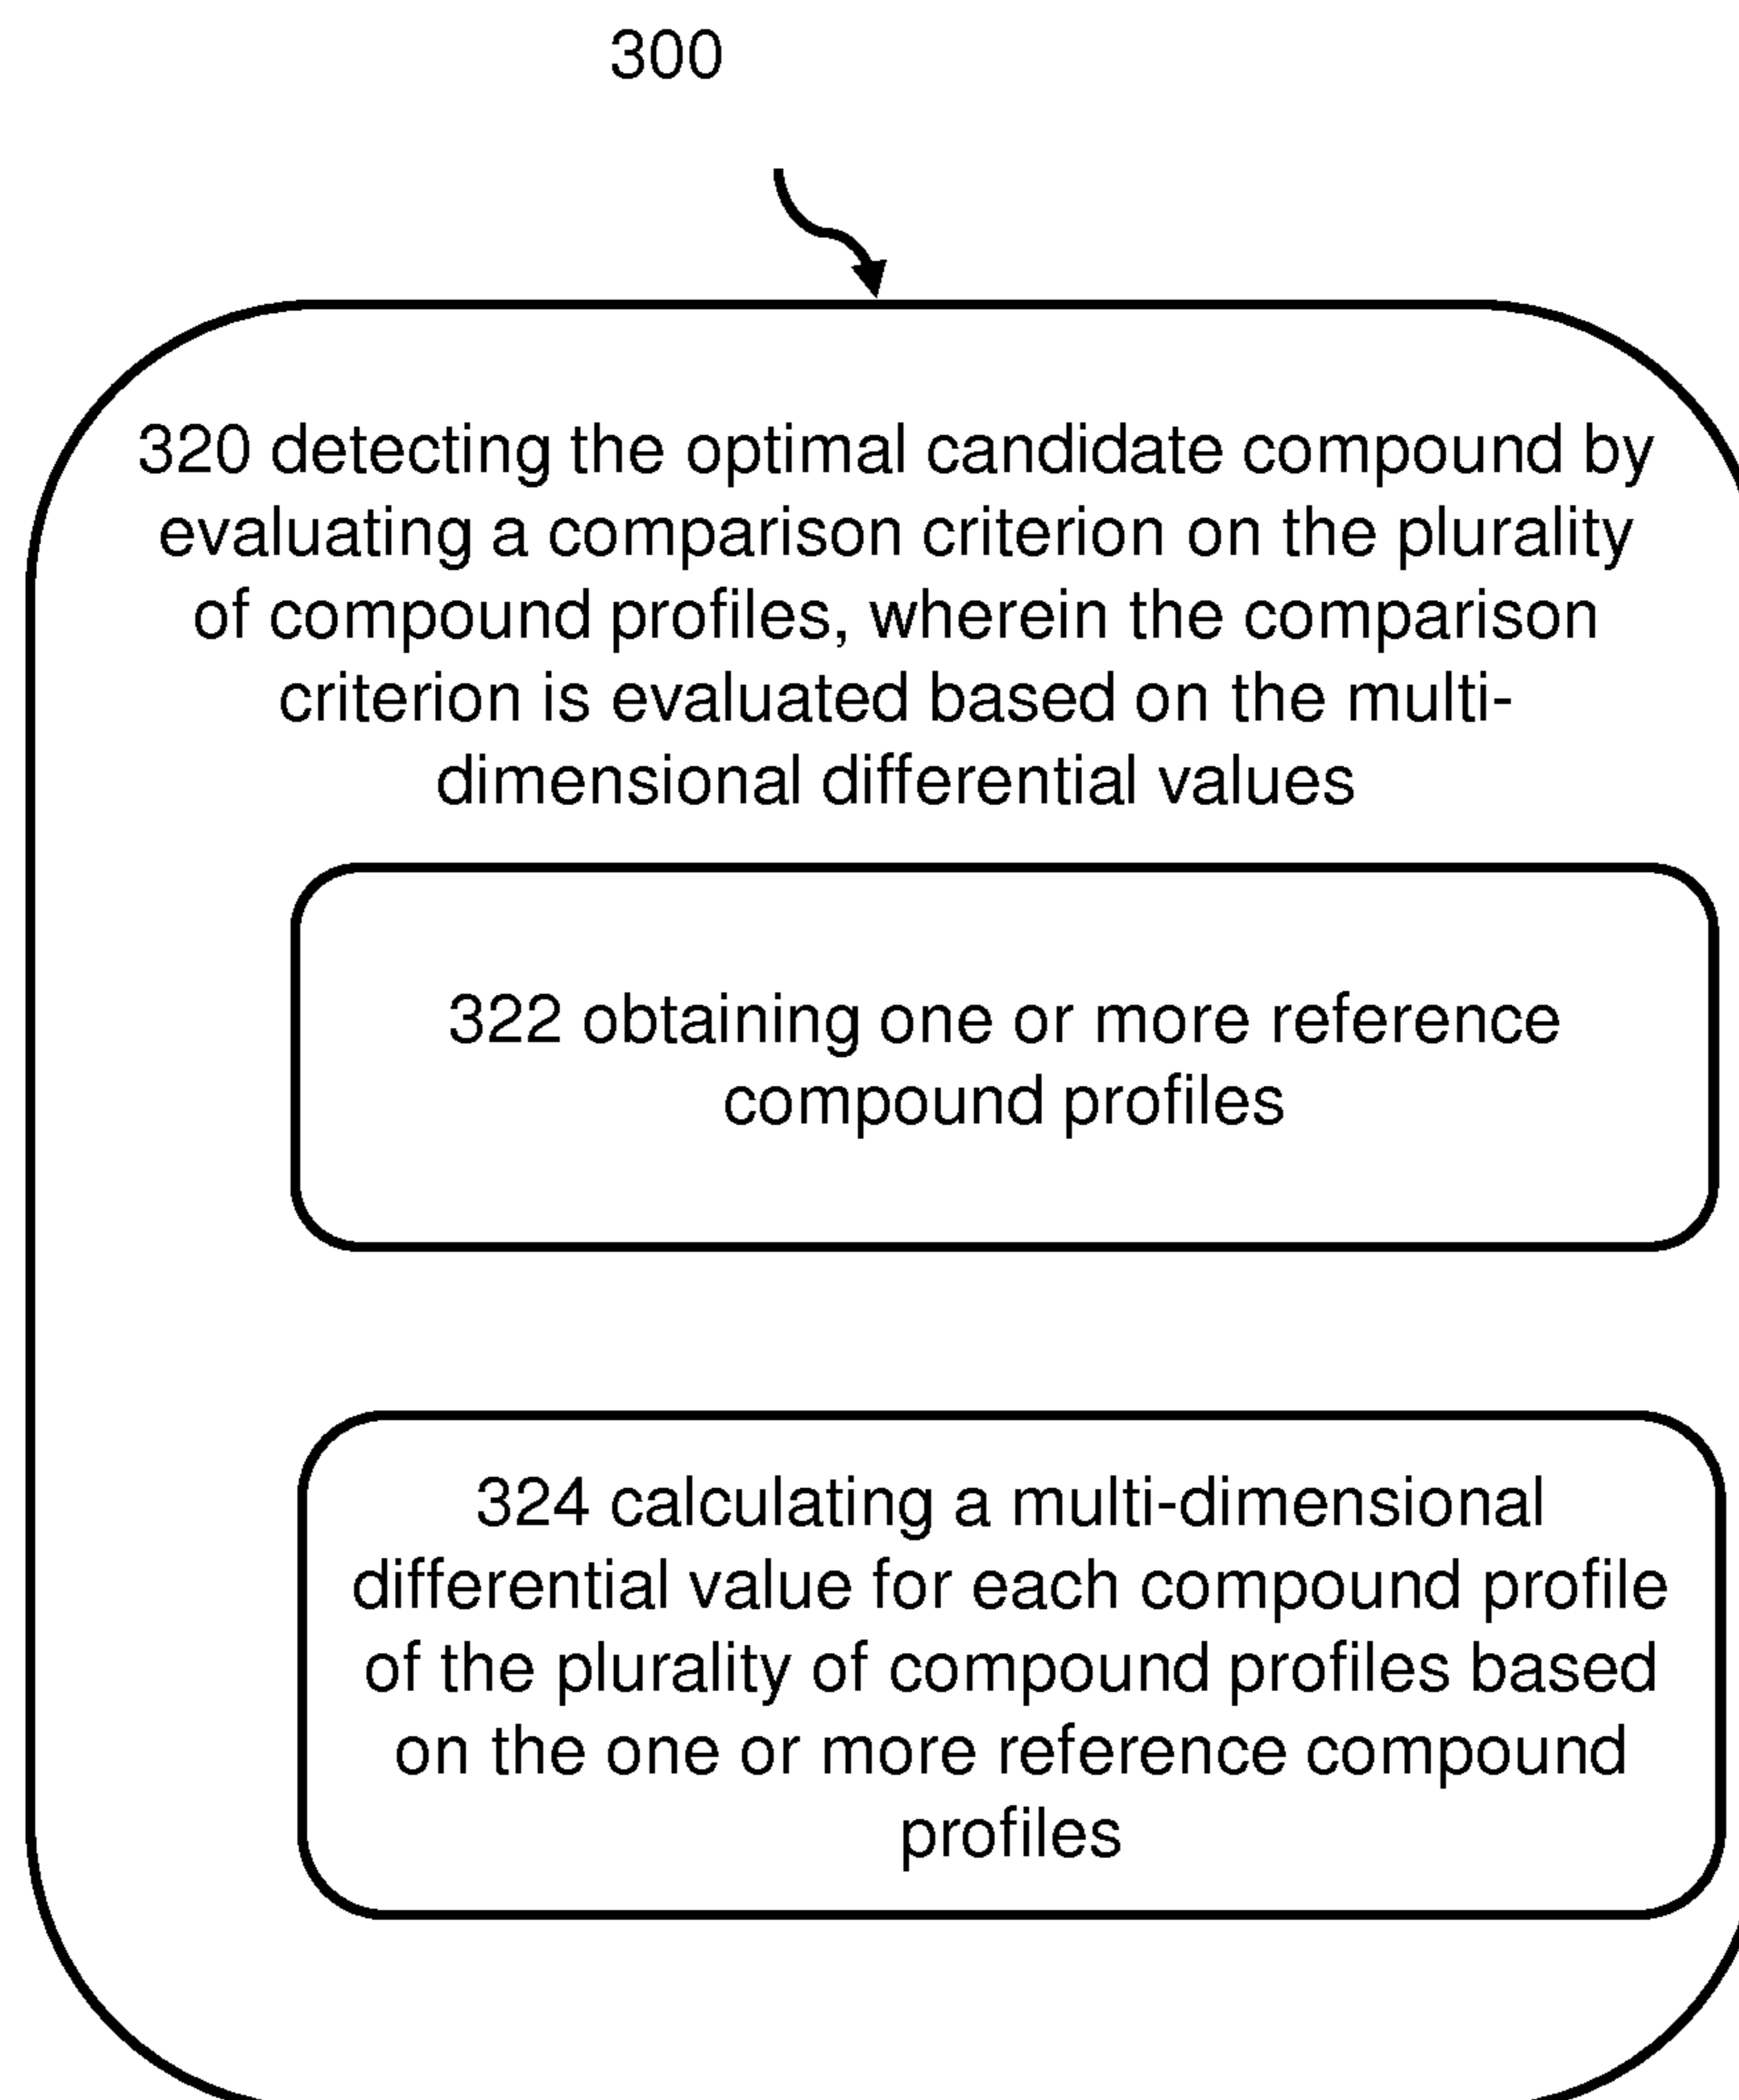 300
320 detecting the optimal candidate compound by
evaluating a comparison criterion on the plurality
of compound profiles, wherein the comparison
criterion is evaluated based on the multi-
dimensional differential values
322 obtaining one or more reference
compound profiles
324 calculating a multi-dimensional
differential value for each compound profile
of the plurality of compound profiles based
on the one or more reference compound
profiles